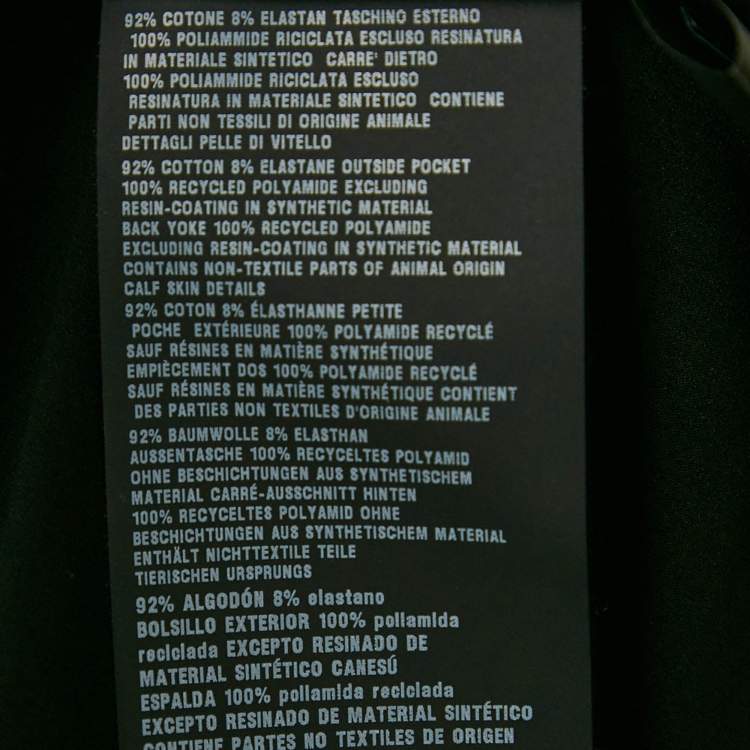 92% COTONE 8% ELASTAN TASCHINO ESTERNO
100% POLIAMMIDE RICICLATA ESCLUSO RESINATURA
IN MATERIALE SINTETICO CARRE' DIETRO
100% POLIAMMIDE RICICLATA ESCLUSO
RESINATURA IN MATERIALE SINTETICO CONTIENE
PARTI NON TESSILI DI ORIGINE ANIMALE
DETTAGLI PELLE DI VITELLO
92% COTTON 8% ELASTANE OUTSIDE POCKET
100% RECYCLED POLYAMIDE EXCLUDING
RESIN-COATING IN SYNTHETIC MATERIAL
BACK YOKE 100% RECYCLED POLYAMIDE
EXCLUDING RESIN-COATING IN SYNTHETIC MATERIAL
CONTAINS NON-TEXTILE PARTS OF ANIMAL ORIGIN
CALF SKIN DETAILS
92% COTON 8% ÉLASTHANNE PETITE
POCHE EXTÉRIEURE 100% POLYAMIDE RECYCLÉ
SAUF RÉSINES EN MATIÈRE SYNTHÉTIQUE
EMPIÈCEMENT DOS 100% POLYAMIDE RECYCLÉ
SAUF RÉSINES EN MATIÈRE SYNTHÉTIQUE CONTIENT
DES PARTIES NON TEXTILES D'ORIGINE ANIMALE
92% BAUMWOLLE 8% ELASTHAN
AUSSENTASCHE 100% RECYCELTES POLYAMID
OHNE BESCHICHTUNGEN AUS SYNTHETISCHEM
MATERIAL CARRÉ-AUSSCHNITT HINTEN
100% RECYCELTES POLYAMID OHNE
BESCHICHTUNGEN AUS SYNTHETISCHEM MATERIAL
ENTHÄLT NICHTTEXTILE TEILE
TIERISCHEN URSPRUNGS
92% ALGODÓN 8% elastano
BOLSILLO EXTERIOR 100% poliamida
reciclada EXCEPTO RESINADO DE
MATERIAL SINTÉTICO CANESÚ
ESPALDA 100% poliamida reciclada
EXCEPTO RESINADO DE MATERIAL SINTÉTICO
CONTIENE PARTES NO TEXTILES DE ORIGEN